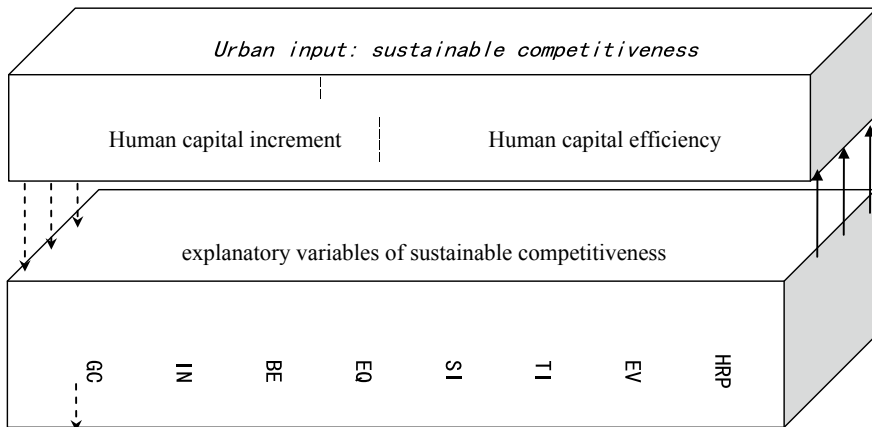 Urban input: sustainable competitiveness
Human capital increment
Human capital efficiency
explanatory variables of sustainable competitiveness
GC
IN
BE
EQ
SI
TI
EV
HRP